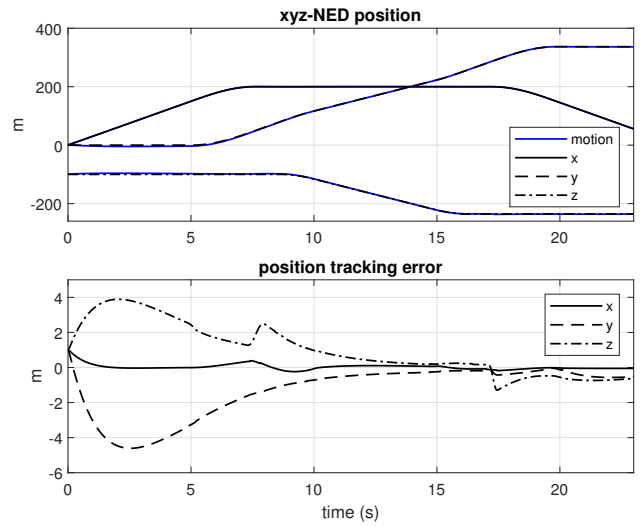 xyz-NED position
400
200
0
-200
m
motion
x
y
z
0
5
10
15
20
position tracking error
4
2
0
-2
-4
-6
m
x
y
z
0
5
10
15
20
time (s)